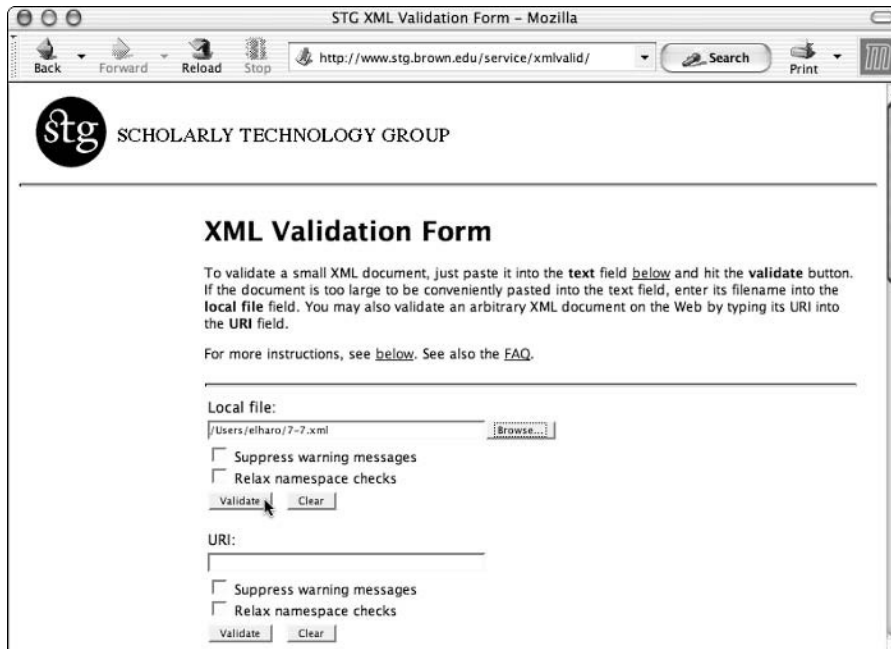 STG XML Validation Form – Mozilla
Back Forward Reload Stop http://www.stg.brown.edu/service/xmlvalid/ Search Print
stg SCHOLARLY TECHNOLOGY GROUP
XML Validation Form
To validate a small XML document, just paste it into the text field below and hit the validate button.
If the document is too large to be conveniently pasted into the text field, enter its filename into the
local file field. You may also validate an arbitrary XML document on the Web by typing its URI into
the URI field.
For more instructions, see below. See also the FAQ.
Local file:
/Users/elharo/7-7.xml Browse...
Suppress warning messages
Relax namespace checks
Validate Clear
URI:
Suppress warning messages
Relax namespace checks
Validate Clear